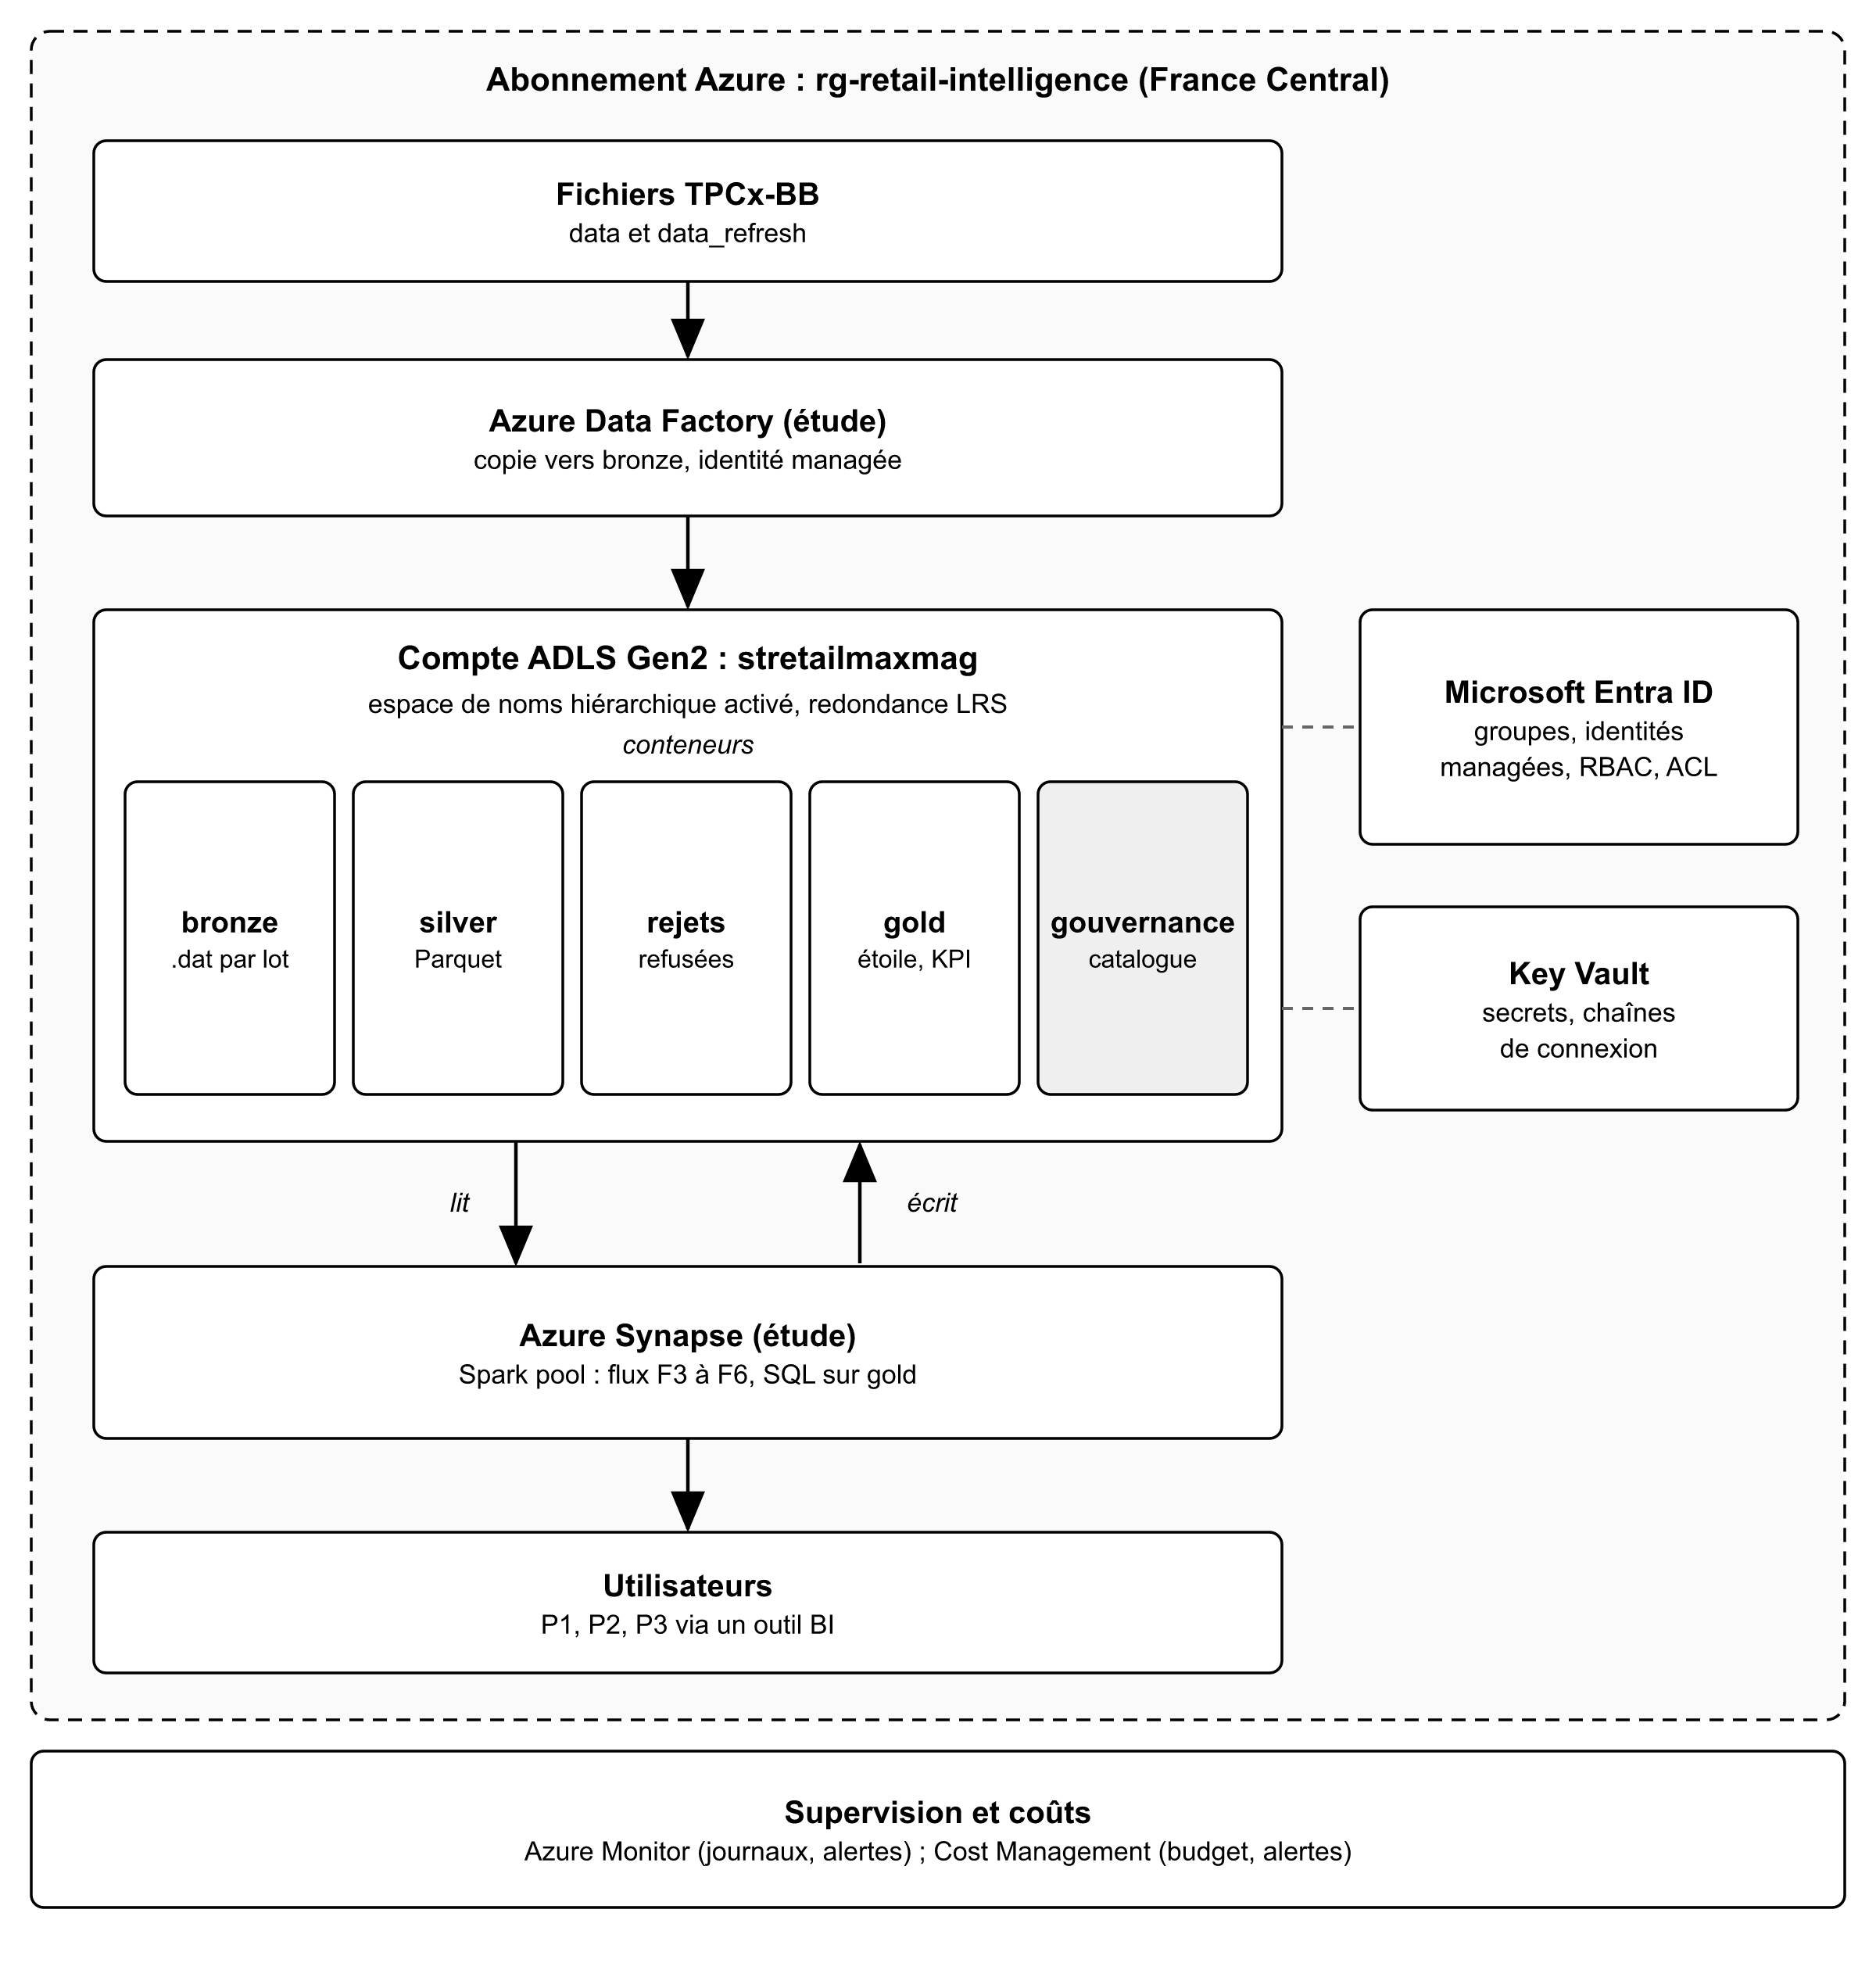 Abonnement Azure : rg-retail-intelligence (France Central)
Fichiers TPCx-BB
data et data_refresh
Azure Data Factory (étude)
copie vers bronze, identité managée
Compte ADLS Gen2 : stretailmaxmag
espace de noms hiérarchique activé, redondance LRS
conteneurs
bronze
.dat par lot
silver
Parquet
rejets
refusées
gold
étoile, KPI
gouvernance
catalogue
Microsoft Entra ID
groupes, identités
managées, RBAC, ACL
Key Vault
secrets, chaînes
de connexion
lit
écrit
Azure Synapse (étude)
Spark pool : flux F3 à F6, SQL sur gold
Utilisateurs
P1, P2, P3 via un outil BI
Supervision et coûts
Azure Monitor (journaux, alertes) ; Cost Management (budget, alertes)